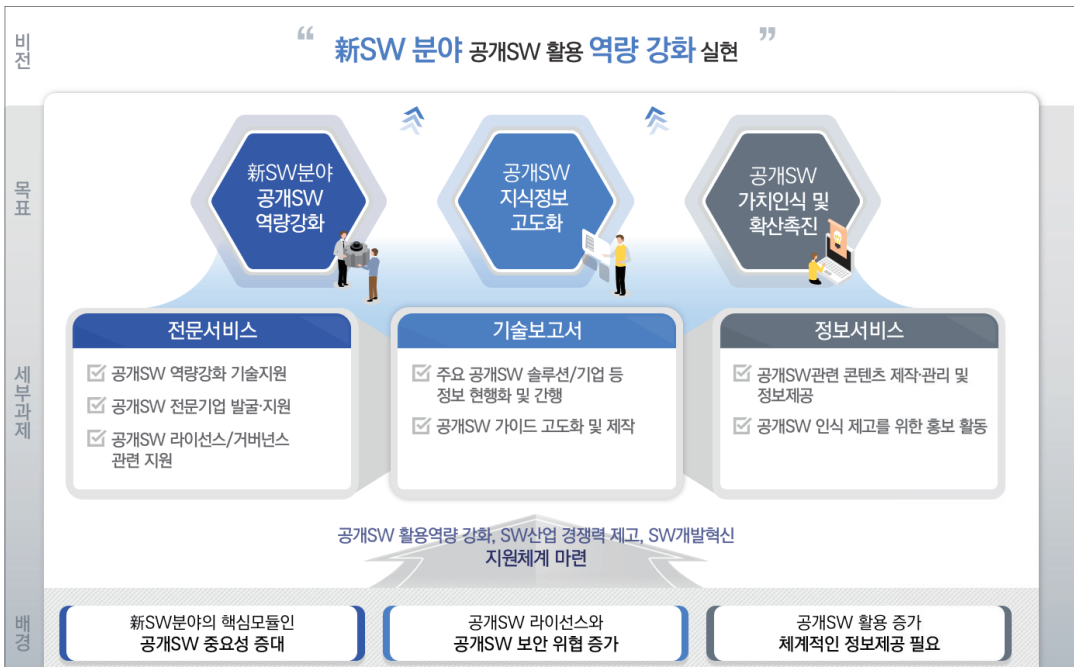 비전
“ 新SW 분야 공개SW 활용 역량 강화 실현 ”
목표
新SW분야
공개SW
역량강화
공개SW
지식정보
고도화
공개SW
가치인식 및
확산촉진
세부과제
전문서비스
공개SW 역량강화 기술지원
공개SW 전문기업 발굴·지원
공개SW 라이선스/거버넌스
관련 지원
기술보고서
주요 공개SW 솔루션/기업 등
정보 현행화 및 간행
공개SW 가이드 고도화 및 제작
정보서비스
공개SW관련 콘텐츠 제작·관리 및
정보제공
공개SW 인식 제고를 위한 홍보 활동
공개SW 활용역량 강화, SW산업 경쟁력 제고, SW개발혁신
지원체계 마련
배경
新SW분야의 핵심모듈인
공개SW 중요성 증대
공개SW 라이선스와
공개SW 보안 위협 증가
공개SW 활용 증가
체계적인 정보제공 필요